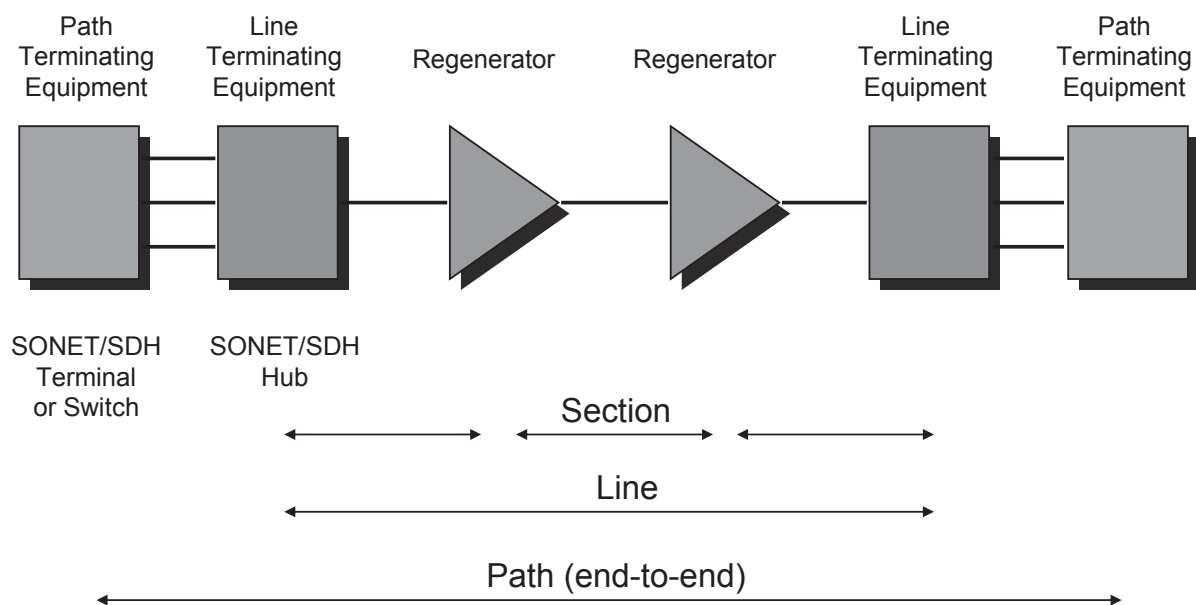 Path
Terminating
Equipment
Line
Terminating
Equipment
Regenerator
Regenerator
Line
Terminating
Equipment
Path
Terminating
Equipment
SONET/SDH
Terminal
or Switch
SONET/SDH
Hub
Section
Line
Path (end-to-end)